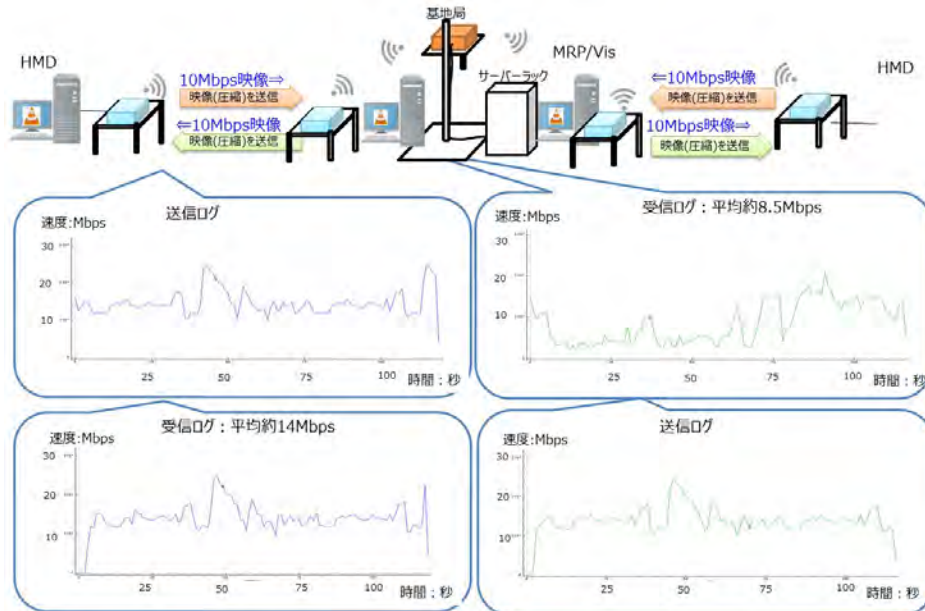 基地局
HMD
MRP/Vis
HMD
サーバーラック
10Mbps映像⇒
映像(圧縮)を送信
⇐10Mbps映像
映像(圧縮)を送信
⇐10Mbps映像
映像(圧縮)を送信
10Mbps映像⇒
映像(圧縮)を送信
送信ログ
速度:Mbps
30
20
10
25
50
75
100
時間：秒
受信ログ：平均約8.5Mbps
速度:Mbps
30
20
10
25
50
75
100
時間：秒
受信ログ：平均約14Mbps
速度:Mbps
30
20
10
25
50
75
100
時間：秒
送信ログ
速度:Mbps
30
20
10
25
50
75
100
時間：秒